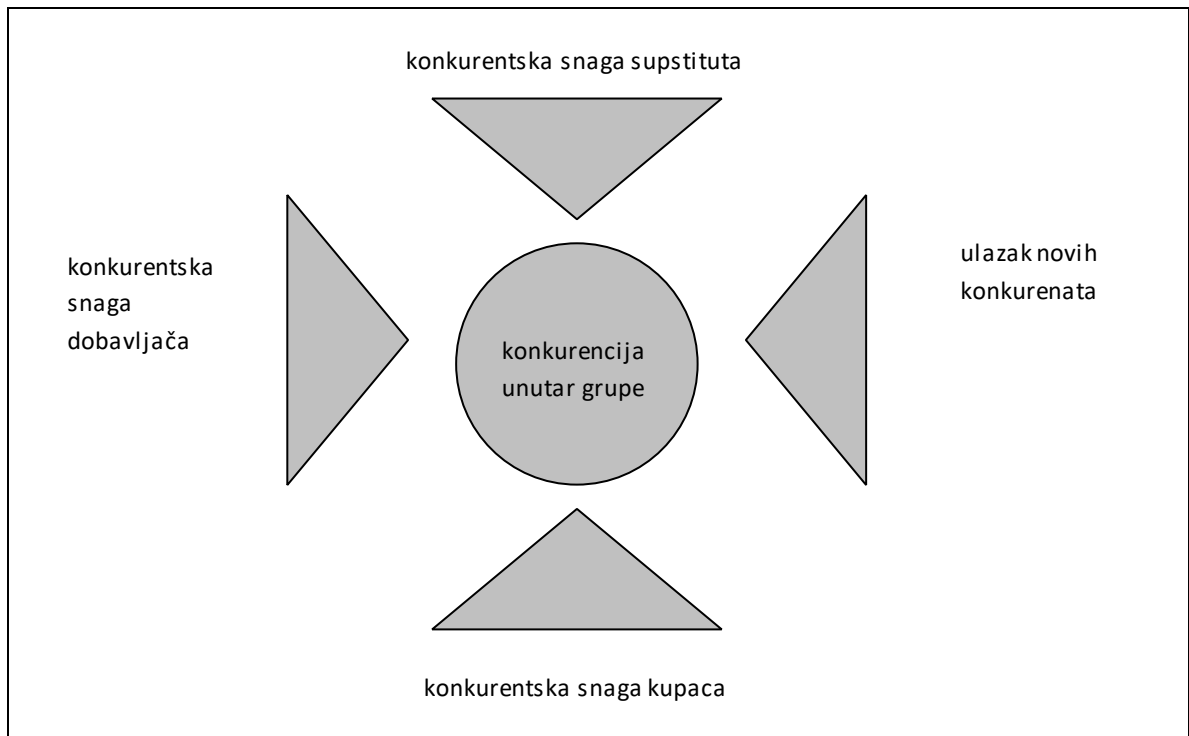 konkurentska snaga supstituta
konkurentska
snaga
dobavljača
ulazak novih
konkurenata
konkurencija
unutar grupe
konkurentska snaga kupaca